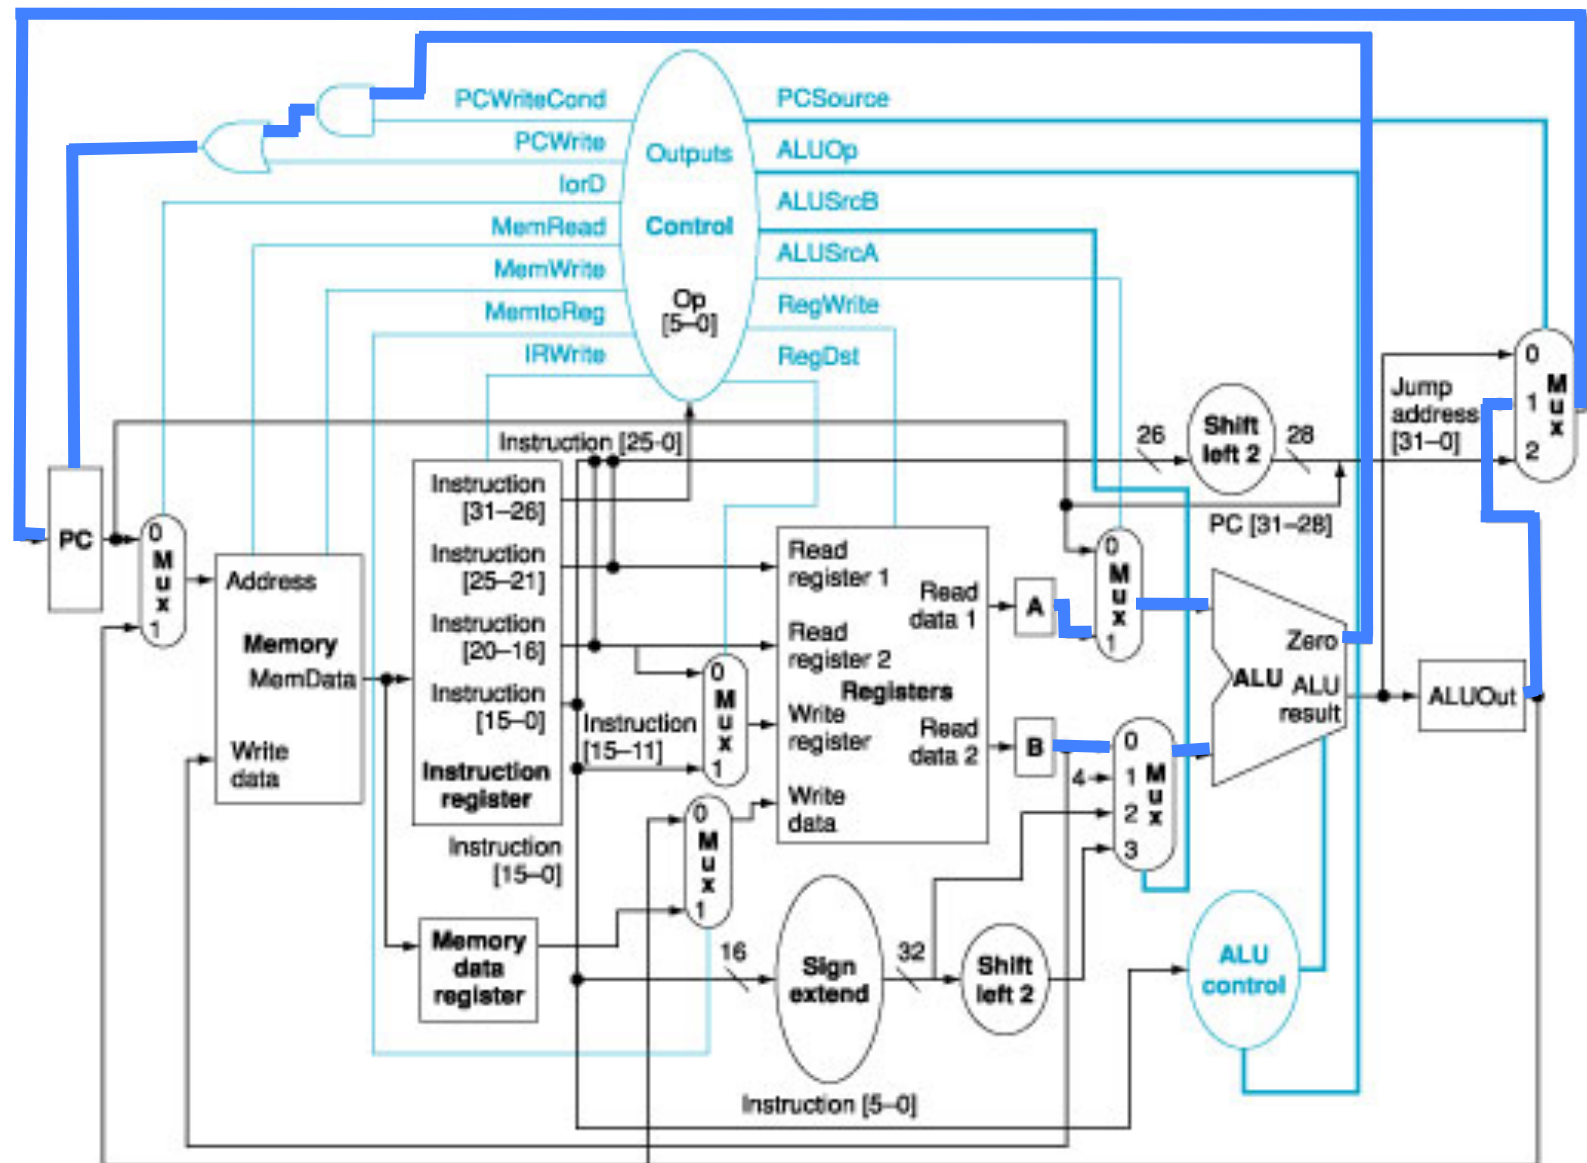 PCWriteCond
PCWrite
IorD
MemRead
MemWrite
MemtoReg
IRWrite
Outputs
Control
Op
[5–0]
PCSource
ALUOp
ALUSrcB
ALUSrcA
RegWrite
RegDst
Instruction [25-0]
26
Shift
left 2
28
Jump
address
[31–0]
0
1
2
M
u
x
PC [31–28]
PC
0
M
u
x
1
Address
Memory
MemData
Write
data
Instruction
[31–26]
Instruction
[25–21]
Instruction
[20–16]
Instruction
[15–0]
Instruction
register
Instruction
[15–11]
0
M
u
x
1
Read
register 1
Read
register 2
Registers
Write
register
Write
data
Read
data 1
Read
data 2
A
B
0
M
u
x
1
0
4
1
2
3
M
u
x
Zero
ALU
ALU
result
ALUOut
Instruction
[15–0]
0
M
u
x
1
Memory
data
register
16
Sign
extend
32
Shift
left 2
ALU
control
Instruction [5–0]